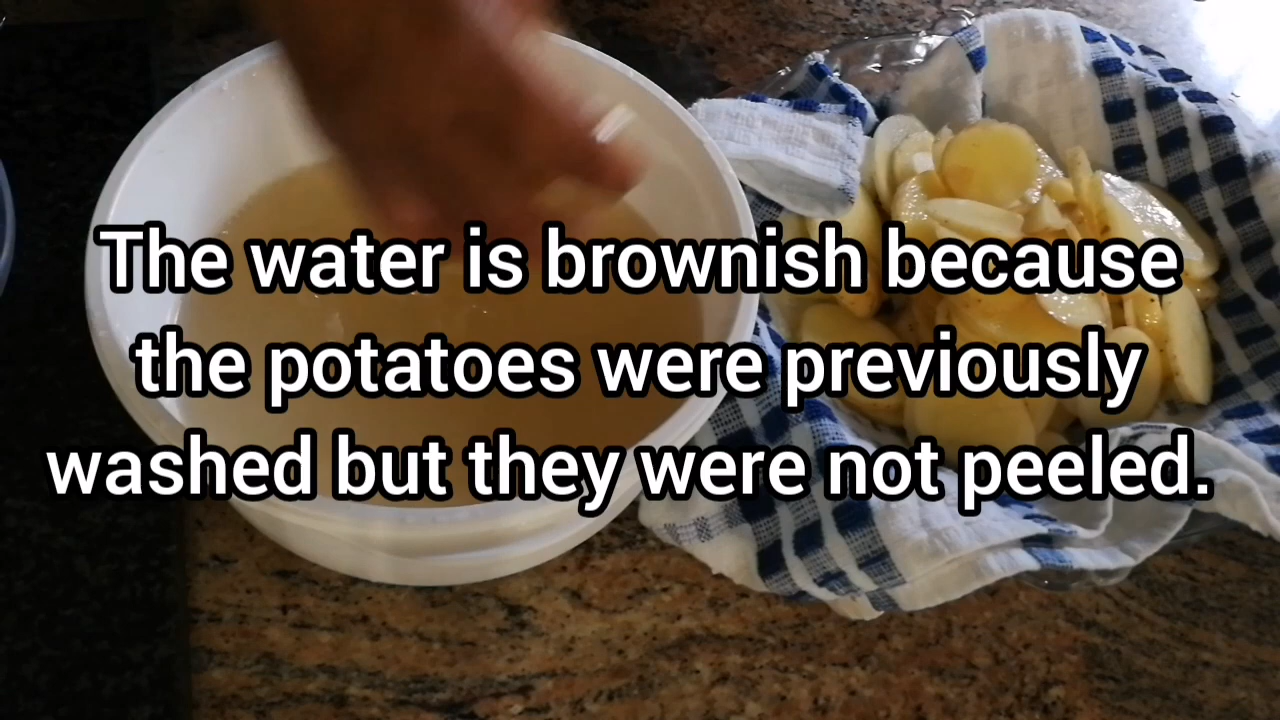 The water is brownish because
the potatoes were previously
washed but they were not peeled.